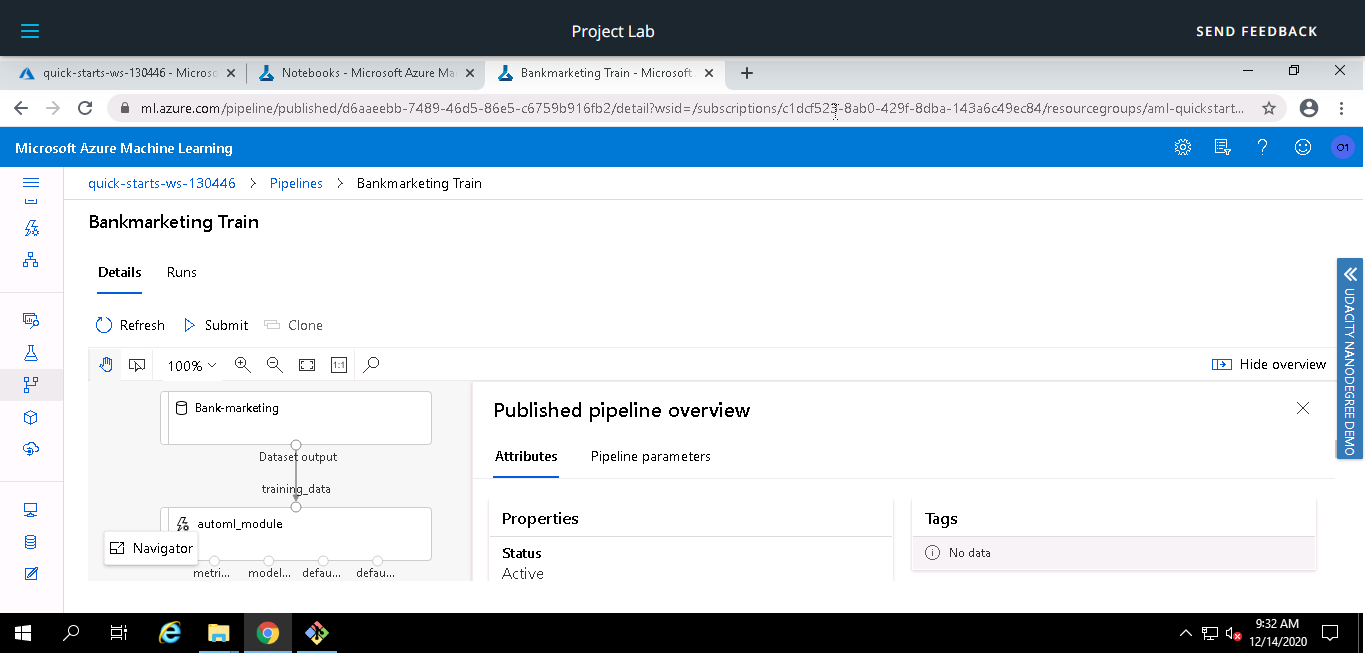 Project Lab
SEND FEEDBACK
quick-starts-ws-130446 - Microso
Notebooks - Microsoft Azure Ma
Bankmarketing Train - Microsoft
ml.azure.com/pipeline/published/d6aaeebb-7489-46d5-86e5-c6759b916fb2/detail?wsid=/subscriptions/c1dcf523-8ab0-429f-8dba-143a6c49ec84/resourcegroups/aml-quickstart...
Microsoft Azure Machine Learning
O1
quick-starts-ws-130446 > Pipelines > Bankmarketing Train
Bankmarketing Train
Details Runs
Refresh Submit Clone
100% 1:1 Hide overview
Bank-marketing
Dataset output
training_data
automl_module
Navigator
metri... model... defau... defau...
Published pipeline overview
Attributes Pipeline parameters
Properties
Status
Active
Tags
No data
UDACITY NANODEGREE DEMO
9:32 AM
12/14/2020